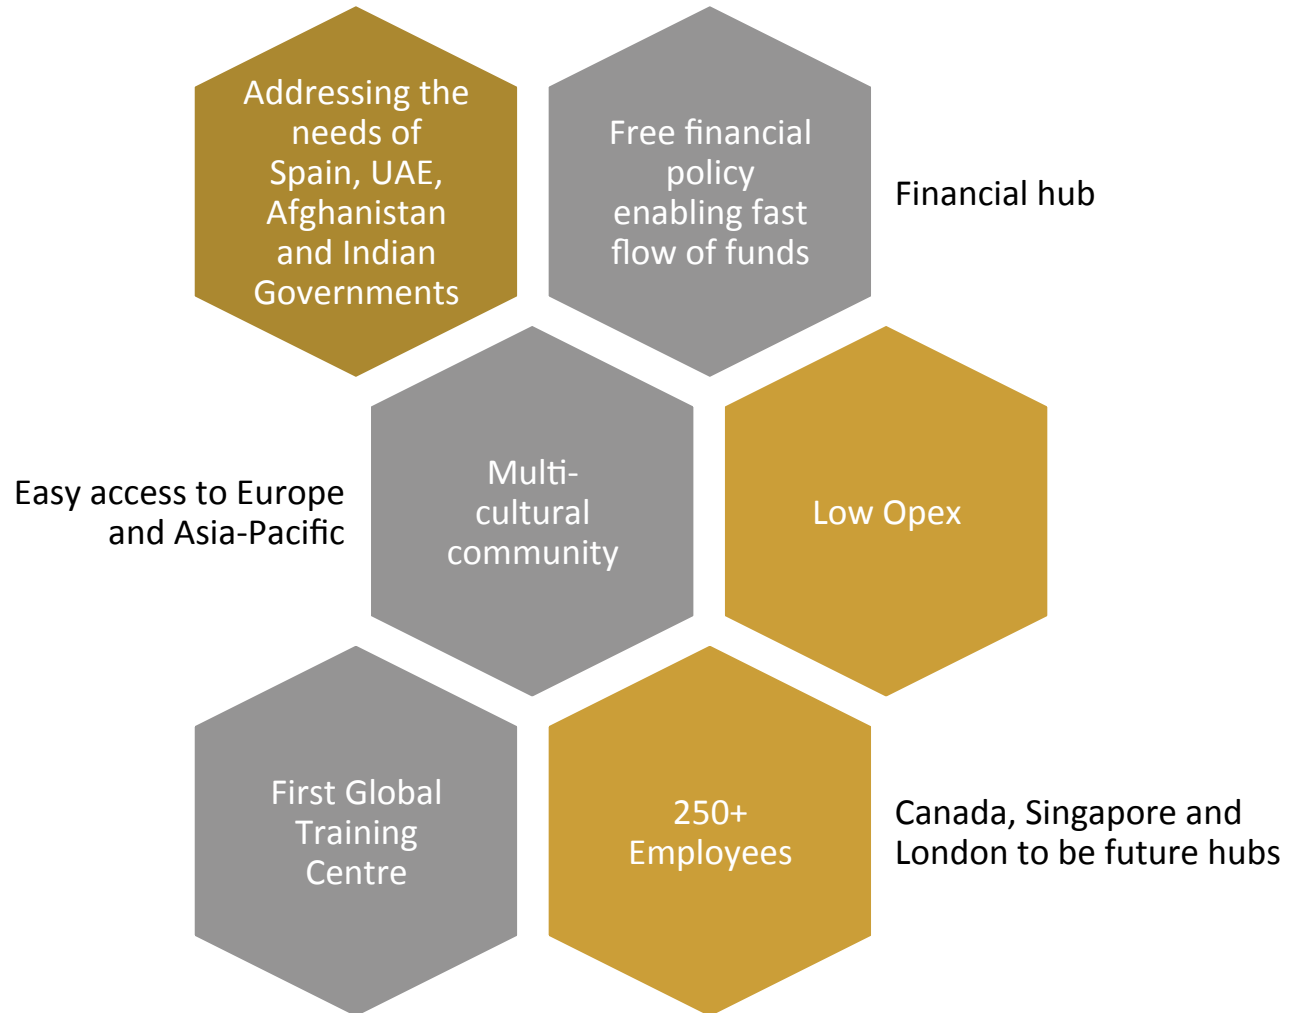 Addressing the
needs of
Spain, UAE,
Afghanistan
and Indian
Governments
Free financial
policy
enabling fast
flow of funds
Financial hub
Easy access to Europe
and Asia-Pacific
Multi-
cultural
community
Low Opex
First Global
Training
Centre
250+
Employees
Canada, Singapore and
London to be future hubs